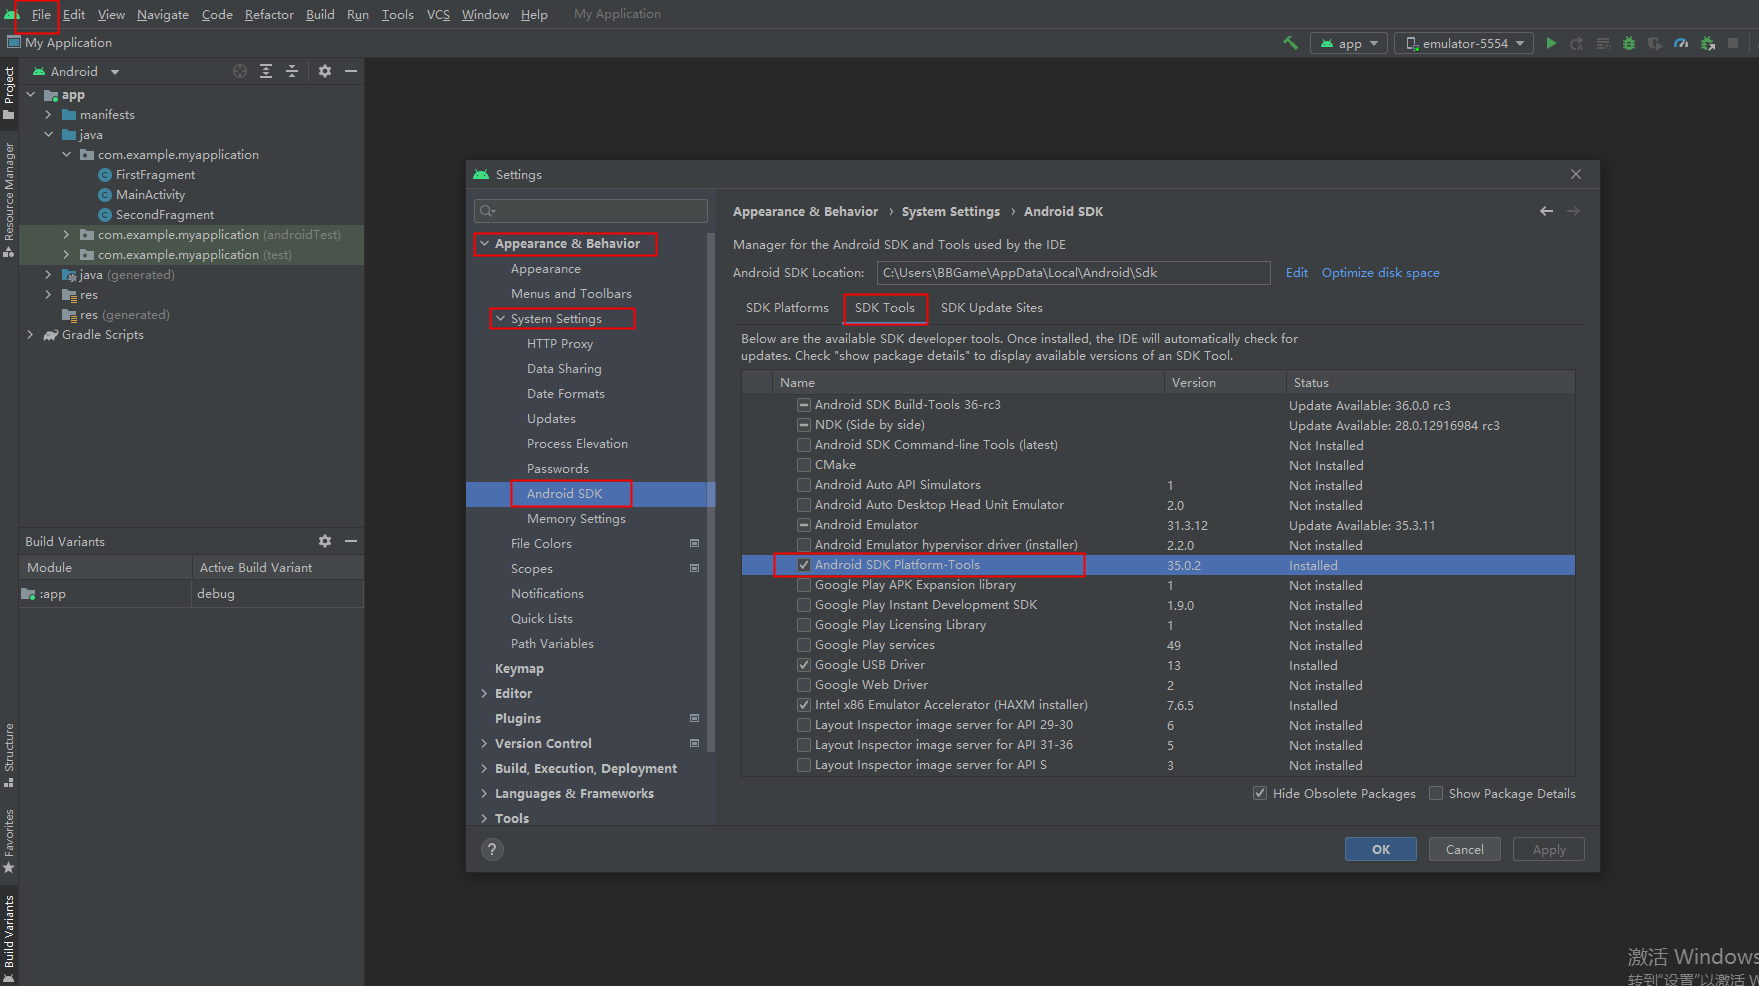 File Edit View Navigate Code Refactor Build Run Tools VCS Window Help My Application
My Application
app
emulator-5554
Project
Resource Manager
Structure
Favorites
Build Variants
Android
app
manifests
java
com.example.myapplication
FirstFragment
MainActivity
SecondFragment
com.example.myapplication (androidTest)
com.example.myapplication (test)
java (generated)
res
res (generated)
Gradle Scripts
Build Variants
Module Active Build Variant
:app debug
Settings
Appearance & Behavior
Appearance
Menus and Toolbars
System Settings
HTTP Proxy
Data Sharing
Date Formats
Updates
Process Elevation
Passwords
Android SDK
Memory Settings
File Colors
Scopes
Notifications
Quick Lists
Path Variables
Keymap
Editor
Plugins
Version Control
Build, Execution, Deployment
Languages & Frameworks
Tools
?
Appearance & Behavior › System Settings › Android SDK
Manager for the Android SDK and Tools used by the IDE
Android SDK Location: C:\Users\BBGame\AppData\Local\Android\Sdk Edit Optimize disk space
SDK Platforms SDK Tools SDK Update Sites
Below are the available SDK developer tools. Once installed, the IDE will automatically check for
updates. Check "show package details" to display available versions of an SDK Tool.
Name Version Status
Android SDK Build-Tools 36-rc3 Update Available: 36.0.0 rc3
NDK (Side by side) Update Available: 28.0.12916984 rc3
Android SDK Command-line Tools (latest) Not Installed
CMake Not Installed
Android Auto API Simulators 1 Not installed
Android Auto Desktop Head Unit Emulator 2.0 Not installed
Android Emulator 31.3.12 Update Available: 35.3.11
Android Emulator hypervisor driver (installer) 2.2.0 Not installed
Android SDK Platform-Tools 35.0.2 Installed
Google Play APK Expansion library 1 Not installed
Google Play Instant Development SDK 1.9.0 Not installed
Google Play Licensing Library 1 Not installed
Google Play services 49 Not installed
Google USB Driver 13 Installed
Google Web Driver 2 Not installed
Intel x86 Emulator Accelerator (HAXM installer) 7.6.5 Installed
Layout Inspector image server for API 29-30 6 Not installed
Layout Inspector image server for API 31-36 5 Not installed
Layout Inspector image server for API S 3 Not installed
Hide Obsolete Packages Show Package Details
OK Cancel Apply
激活 Windows
转到"设置"以激活 W